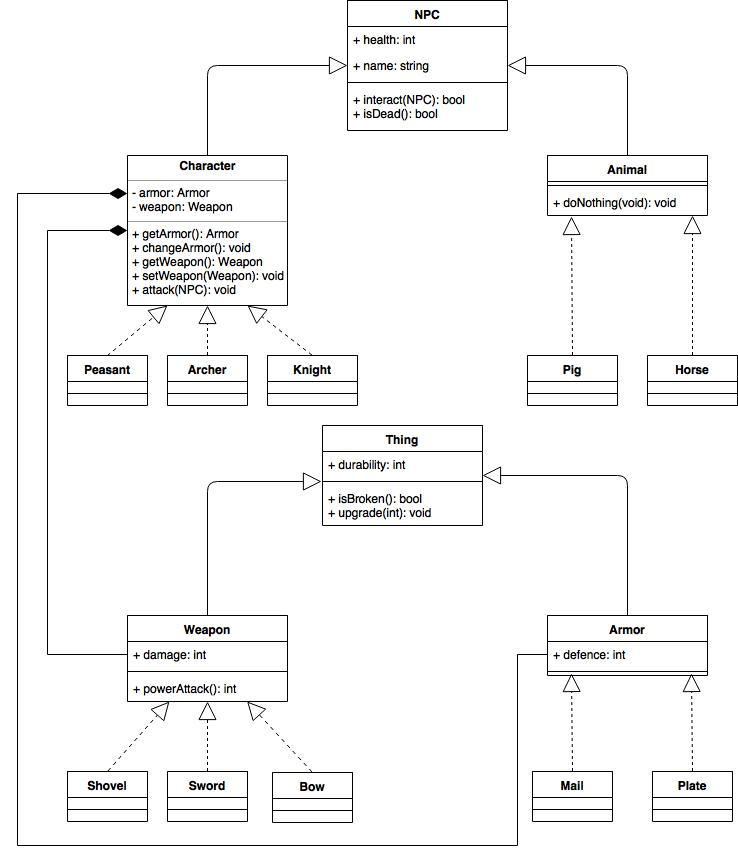 NPC
+ health: int
+ name: string
+ interact(NPC): bool
+ isDead(): bool
Character
- armor: Armor
- weapon: Weapon
+ getArmor(): Armor
+ changeArmor(): void
+ getWeapon(): Weapon
+ setWeapon(Weapon): void
+ attack(NPC): void
Animal
+ doNothing(void): void
Peasant
Archer
Knight
Pig
Horse
Thing
+ durability: int
+ isBroken(): bool
+ upgrade(int): void
Weapon
+ damage: int
+ powerAttack(): int
Armor
+ defence: int
Shovel
Sword
Bow
Mail
Plate